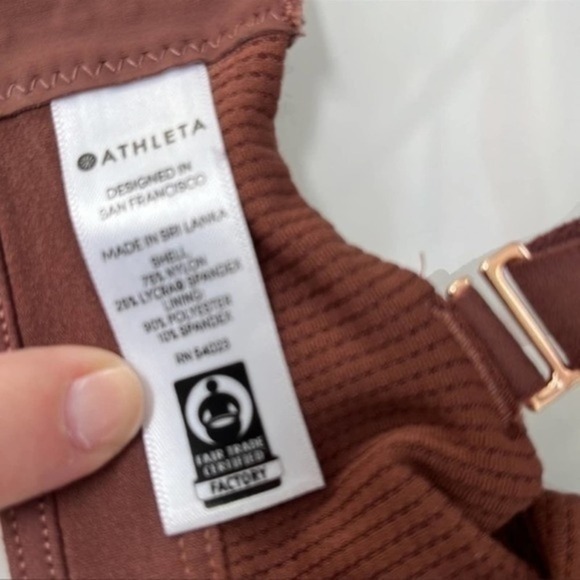 ATHLETA
DESIGNED IN
SAN FRANCISCO
MADE IN SRI LANKA
SHELL
75% NYLON
25% LYCRA® SPANDEX
LINING
90% POLYESTER
10% SPANDEX
RN 54023
FAIR TRADE
CERTIFIED
FACTORY